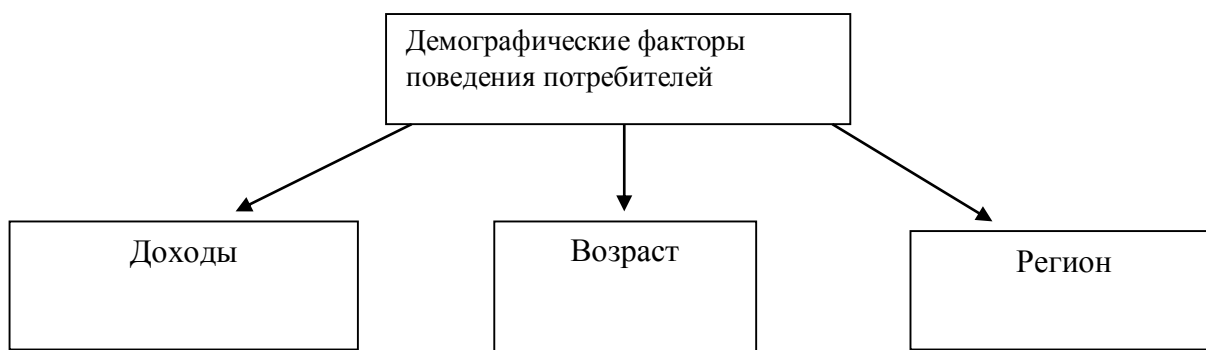 Демографические факторы
поведения потребителей
Доходы
Возраст
Регион